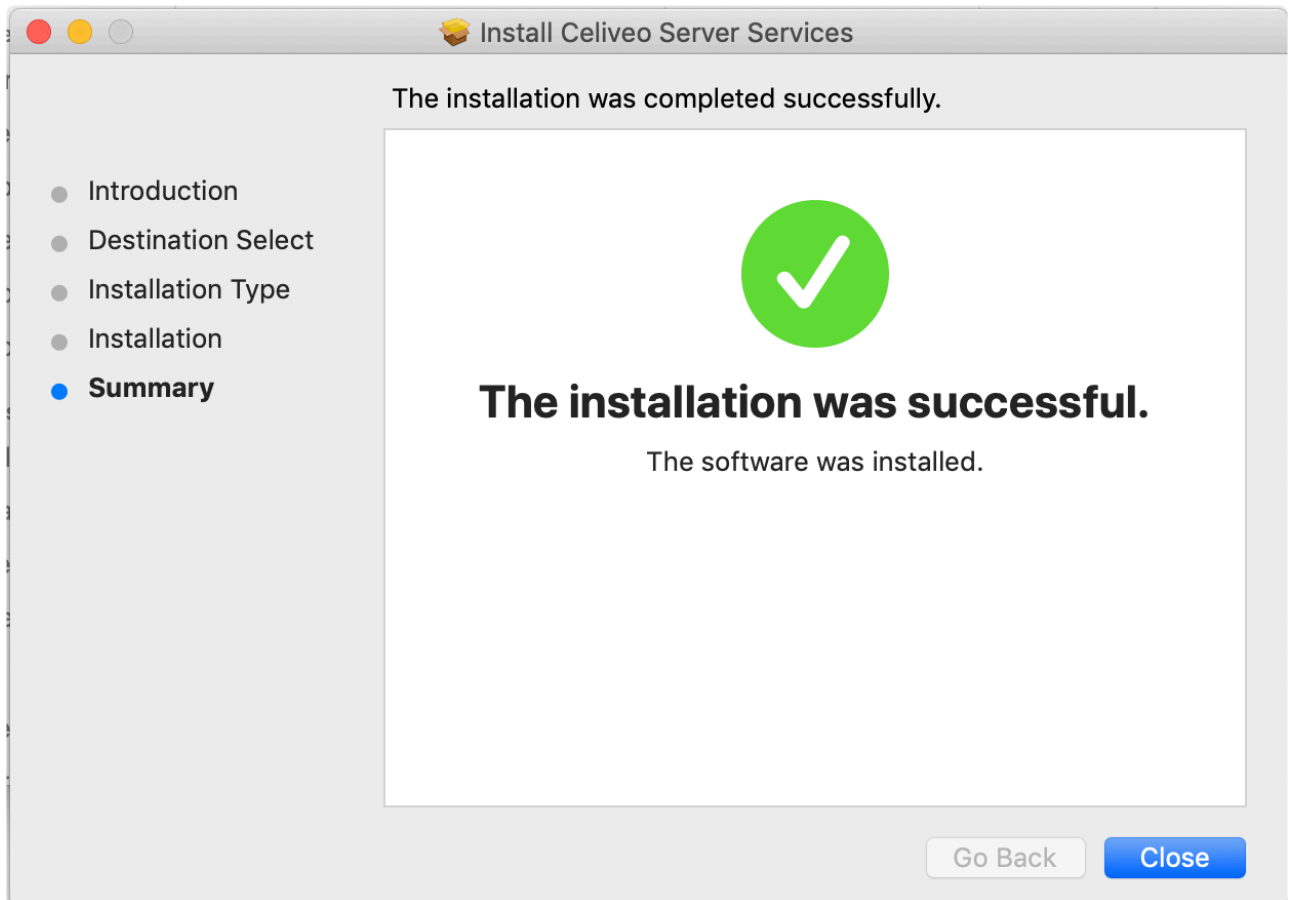 Install Celiveo Server Services
The installation was completed successfully.
Introduction
Destination Select
Installation Type
Installation
Summary
The installation was successful.
The software was installed.
Go Back
Close